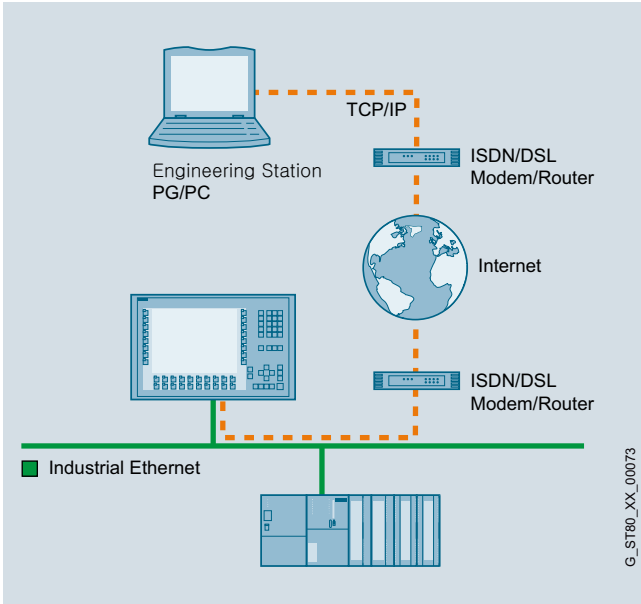 TCP/IP
Engineering Station
PG/PC
ISDN/DSL
Modem/Router
Internet
ISDN/DSL
Modem/Router
Industrial Ethernet
G_ST80_XX_00073